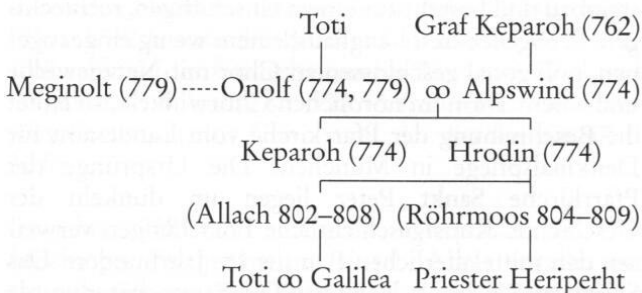 Toti Graf Keparoh (762)
Meginolt (779) ----- Onolf (774, 779) ∞ Alpswind (774)
Keparoh (774) Hrodin (774)
(Allach 802–808) (Röhrmoos 804–809)
Toti ∞ Galilea Priester Heriperht